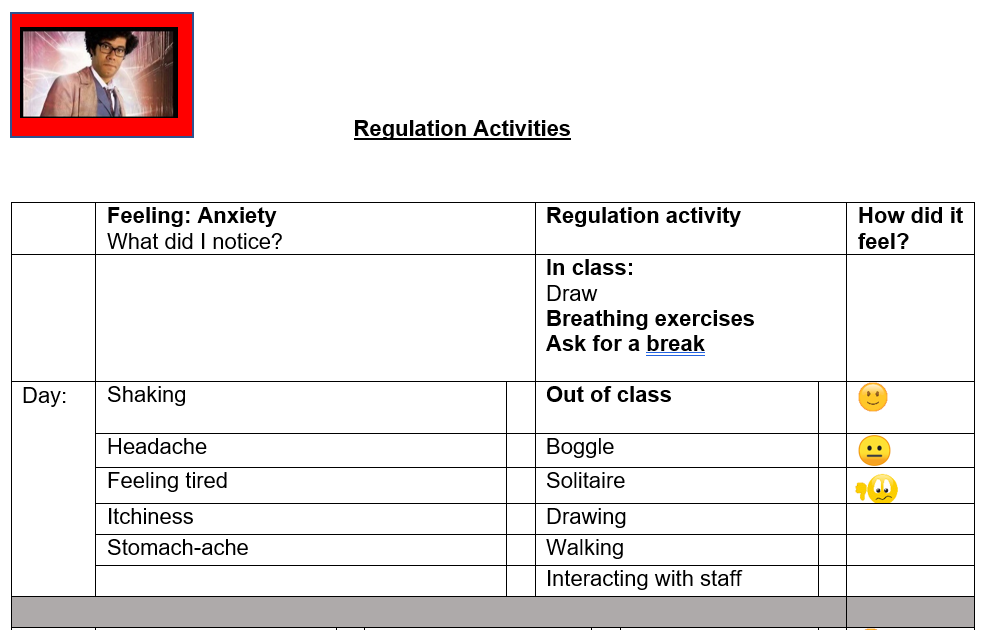 Regulation Activities
Feeling: Anxiety
What did I notice?
Regulation activity
How did it
feel?
In class:
Draw
Breathing exercises
Ask for a break
Day:
Shaking
Out of class
Headache
Boggle
Feeling tired
Solitaire
Itchiness
Drawing
Stomach-ache
Walking
Interacting with staff